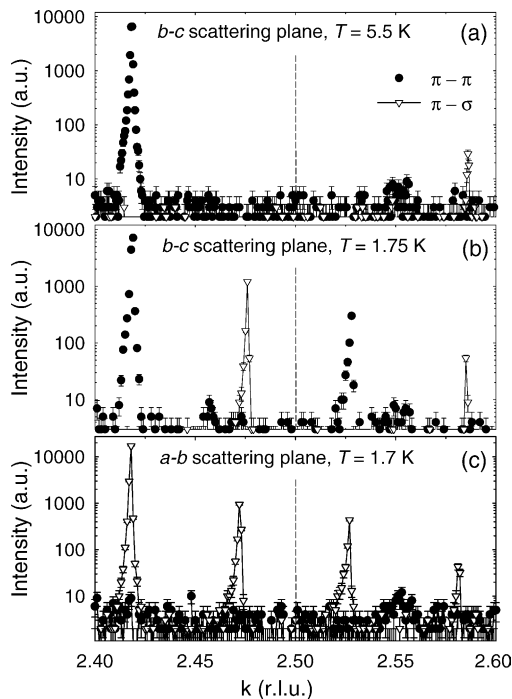 b-c scattering plane, T = 5.5 K (a)
π – π
π – σ
Intensity (a.u.)
10000
1000
100
10
b-c scattering plane, T = 1.75 K (b)
Intensity (a.u.)
10000
1000
100
10
a-b scattering plane, T = 1.7 K (c)
Intensity (a.u.)
10000
1000
100
10
2.40 2.45 2.50 2.55 2.60
k (r.l.u.)